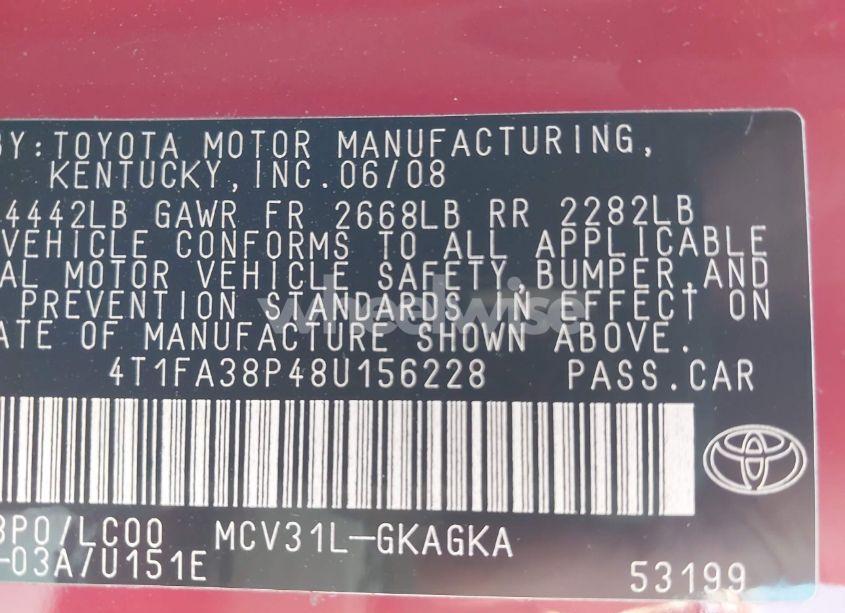 BY: TOYOTA MOTOR MANUFACTURING,
KENTUCKY, INC. 06/08
4442LB GAWR FR 2668LB RR 2282LB
VEHICLE CONFORMS TO ALL APPLICABLE
AL MOTOR VEHICLE SAFETY, BUMPER, AND
PREVENTION STANDARDS IN EFFECT ON
ATE OF MANUFACTURE SHOWN ABOVE.
wheelwise
4T1FA38P48U156228 PASS. CAR
3P0/LC00 MCV31L-GKAGKA
-03A/U151E
53199